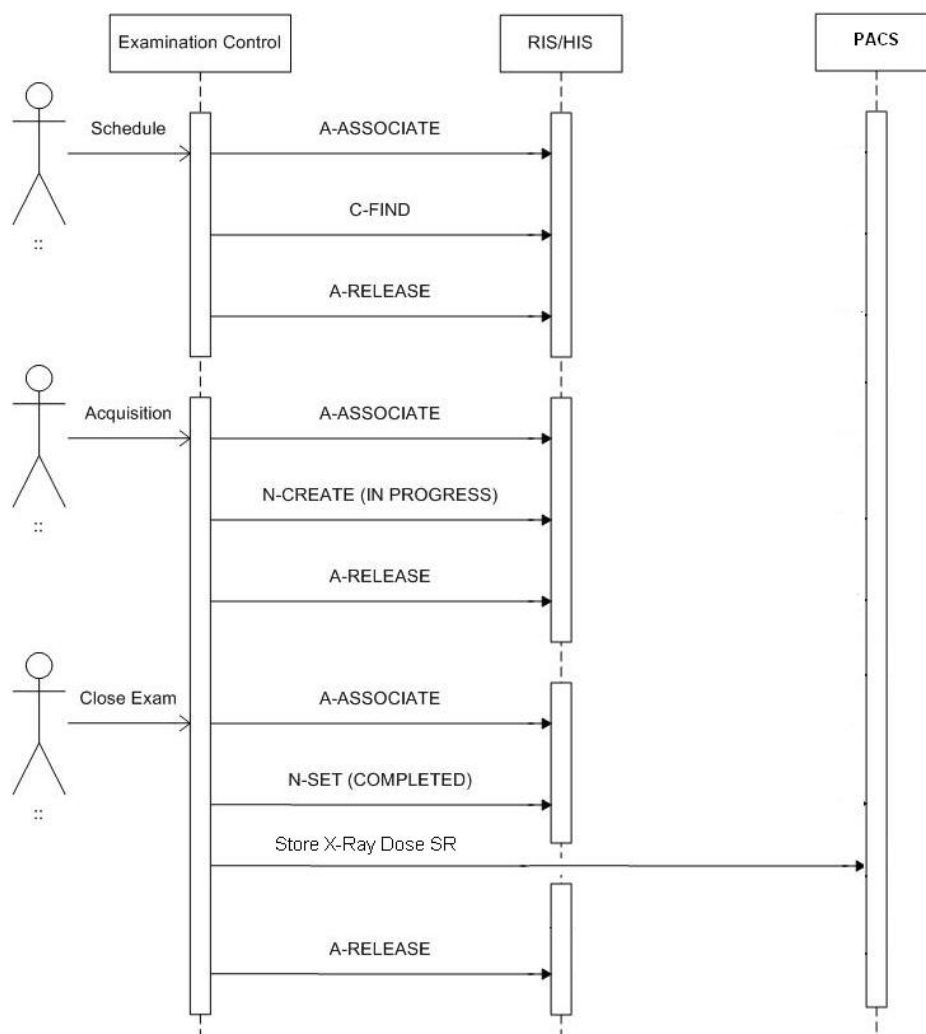 Examination Control
RIS/HIS
PACS
Schedule
A-ASSOCIATE
C-FIND
::
A-RELEASE
Acquisition
A-ASSOCIATE
N-CREATE (IN PROGRESS)
::
A-RELEASE
Close Exam
A-ASSOCIATE
N-SET (COMPLETED)
::
Store X-Ray Dose SR
A-RELEASE